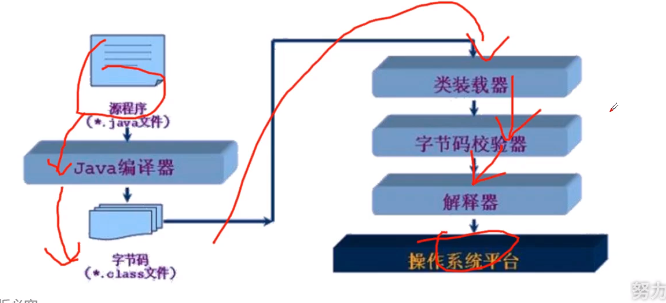 源程序
(*.java文件)
Java编译器
字节码
(*.class文件)
类装载器
字节码校验器
解释器
操作系统平台
努力